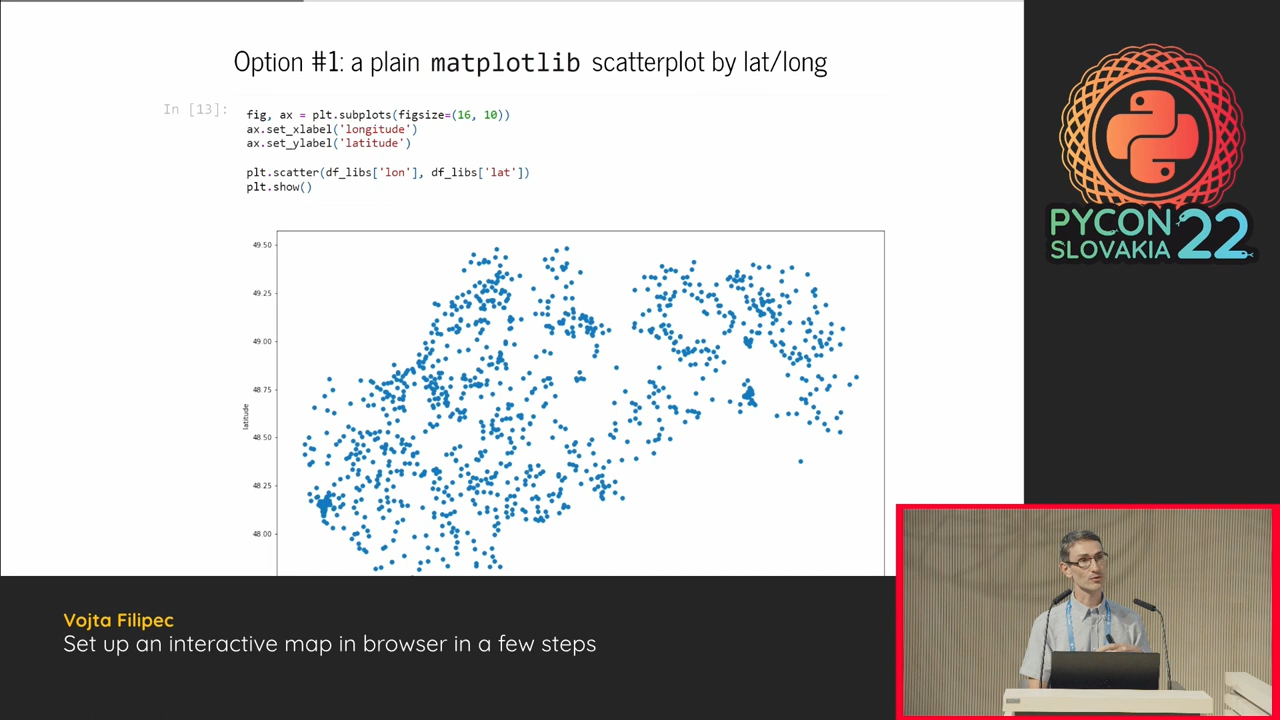 Option #1: a plain matplotlib scatterplot by lat/long
In [13]:
fig, ax = plt.subplots(figsize=(16, 10))
ax.set_xlabel('longitude')
ax.set_ylabel('latitude')
plt.scatter(df_libs['lon'], df_libs['lat'])
plt.show()
49.50
49.25
49.00
48.75
48.50
48.25
48.00
latitude
PYCON
SLOVAKIA
22
Vojta Filipec
Set up an interactive map in browser in a few steps